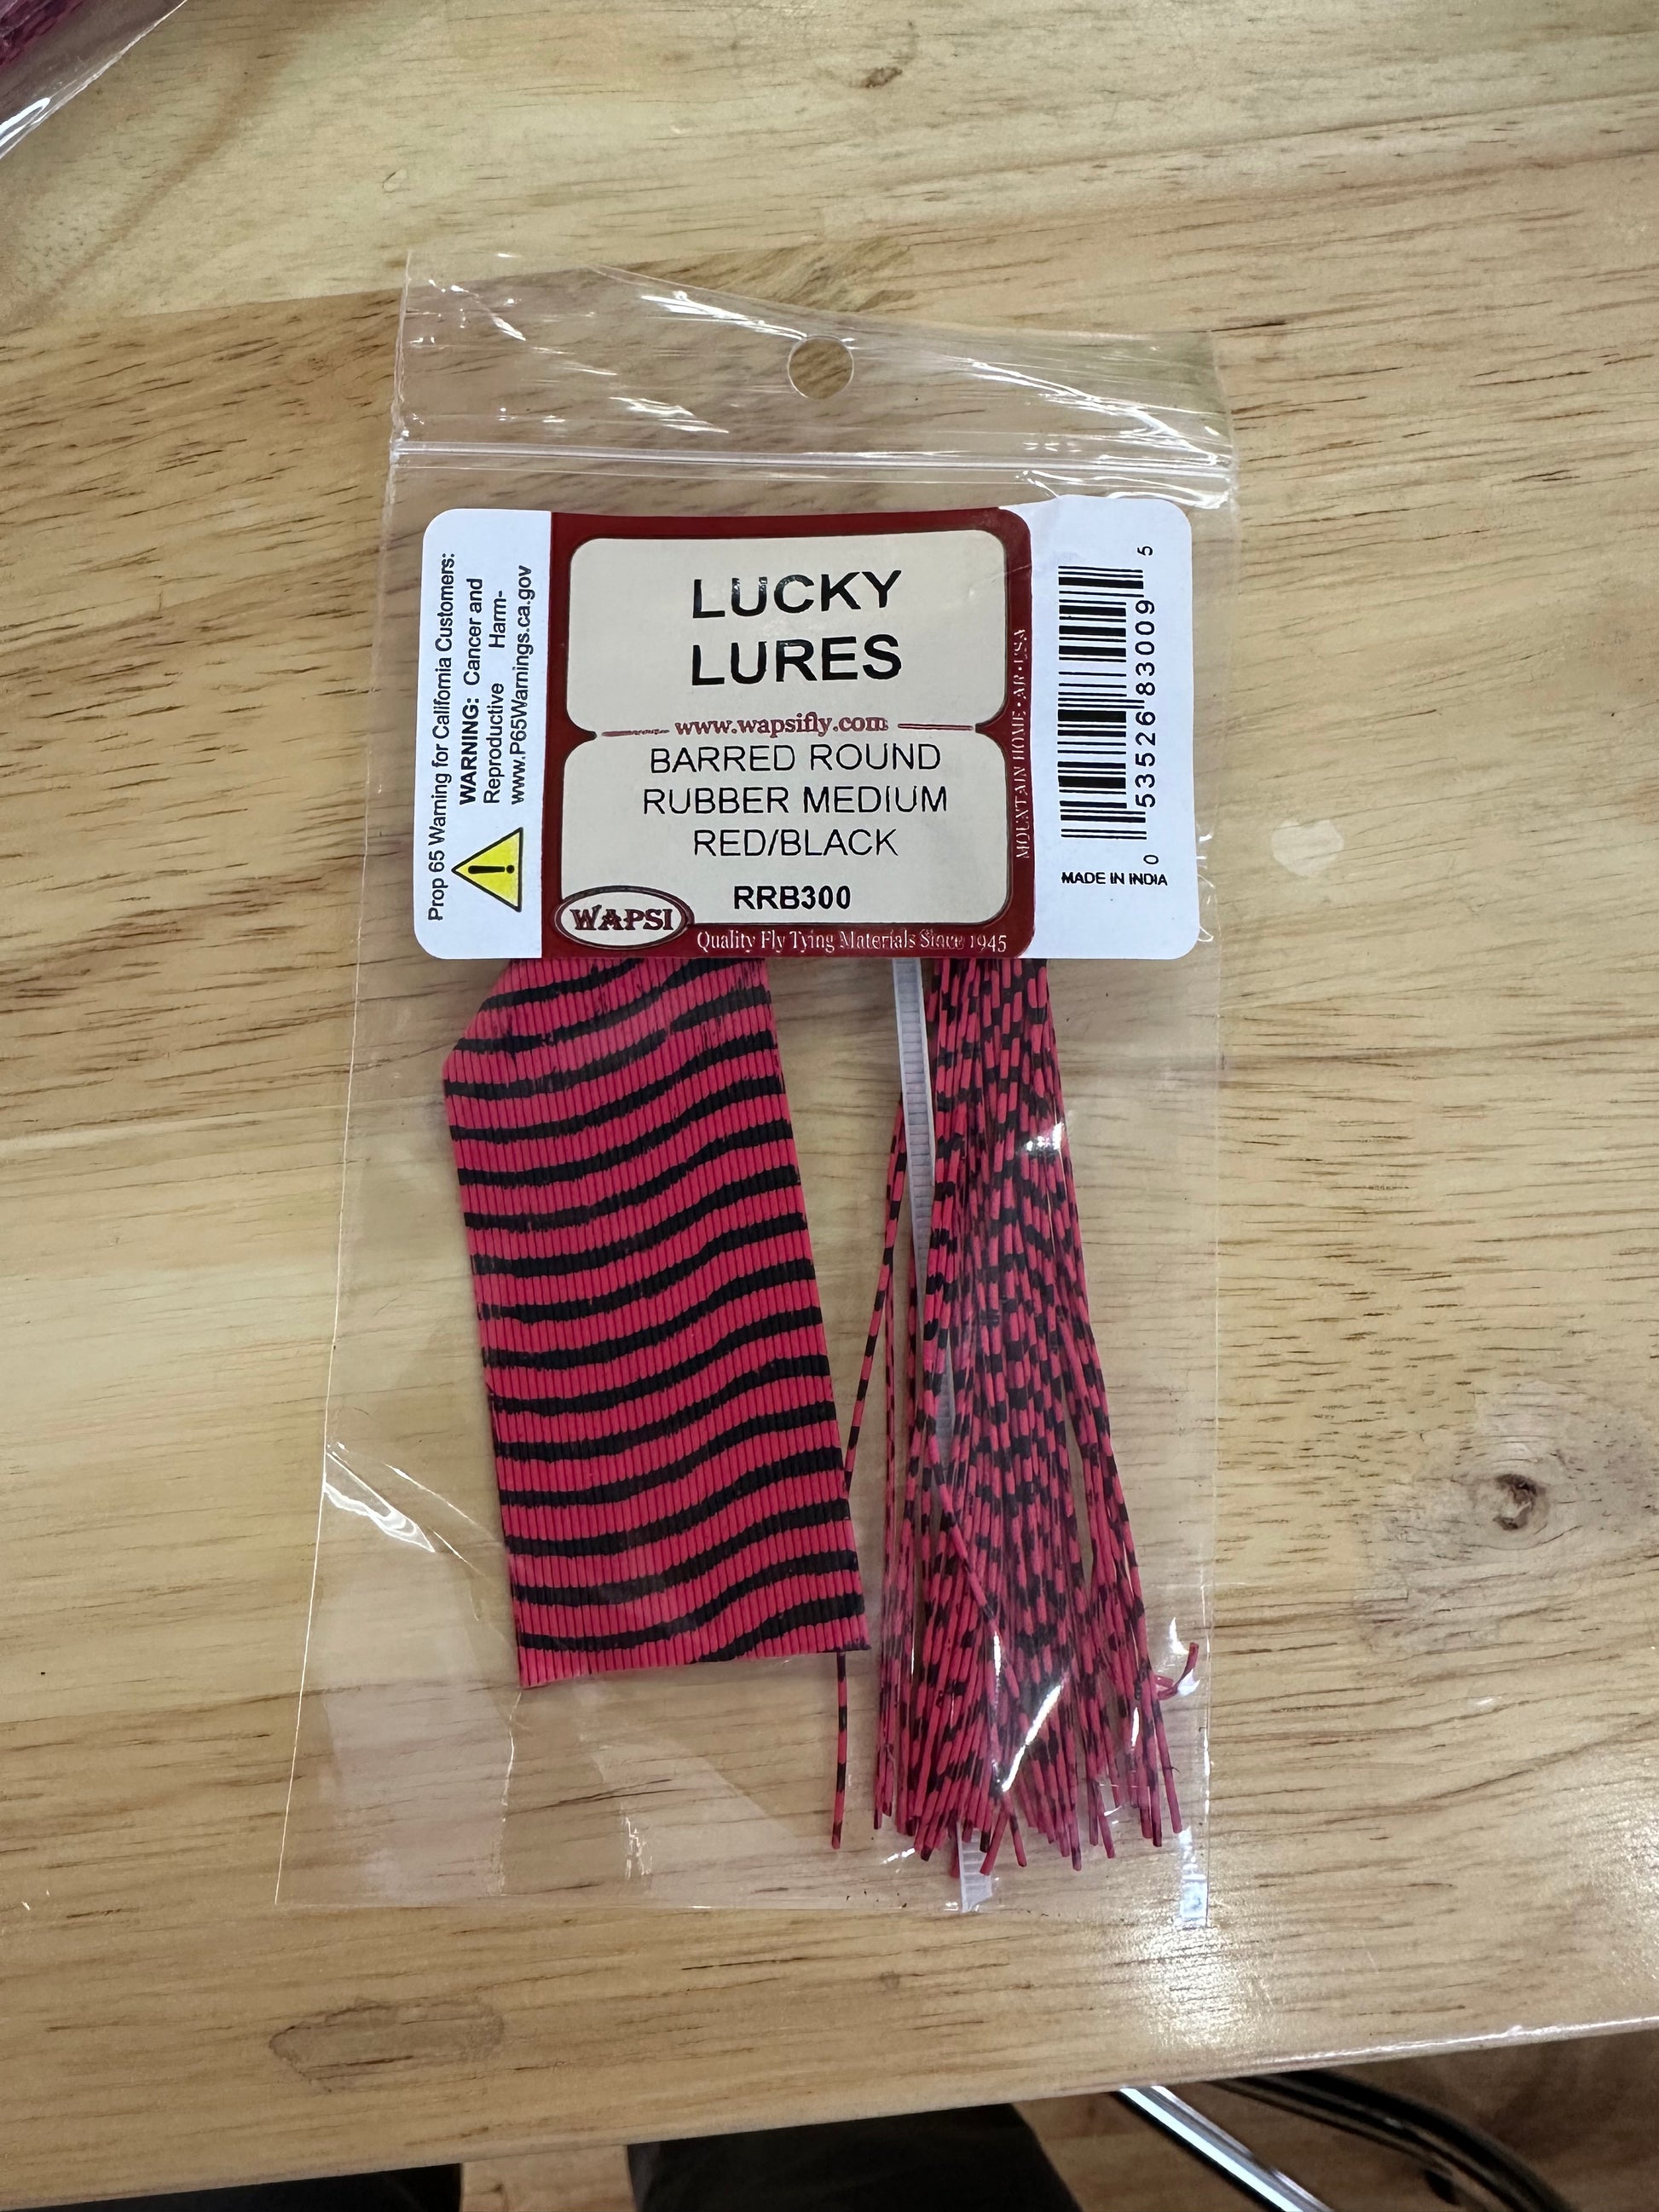 Prop 65 Warning for California Customers:
WARNING: Cancer and
Reproductive Harm-
www.P65Warnings.ca.gov
LUCKY
LURES
www.wapsifly.com
BARRED ROUND
RUBBER MEDIUM
RED/BLACK
RRB300
WAPSI
Quality Fly Tying Materials Since 1945
MOUNTAIN HOME · AR · USA
0 53526 83009 5
MADE IN INDIA